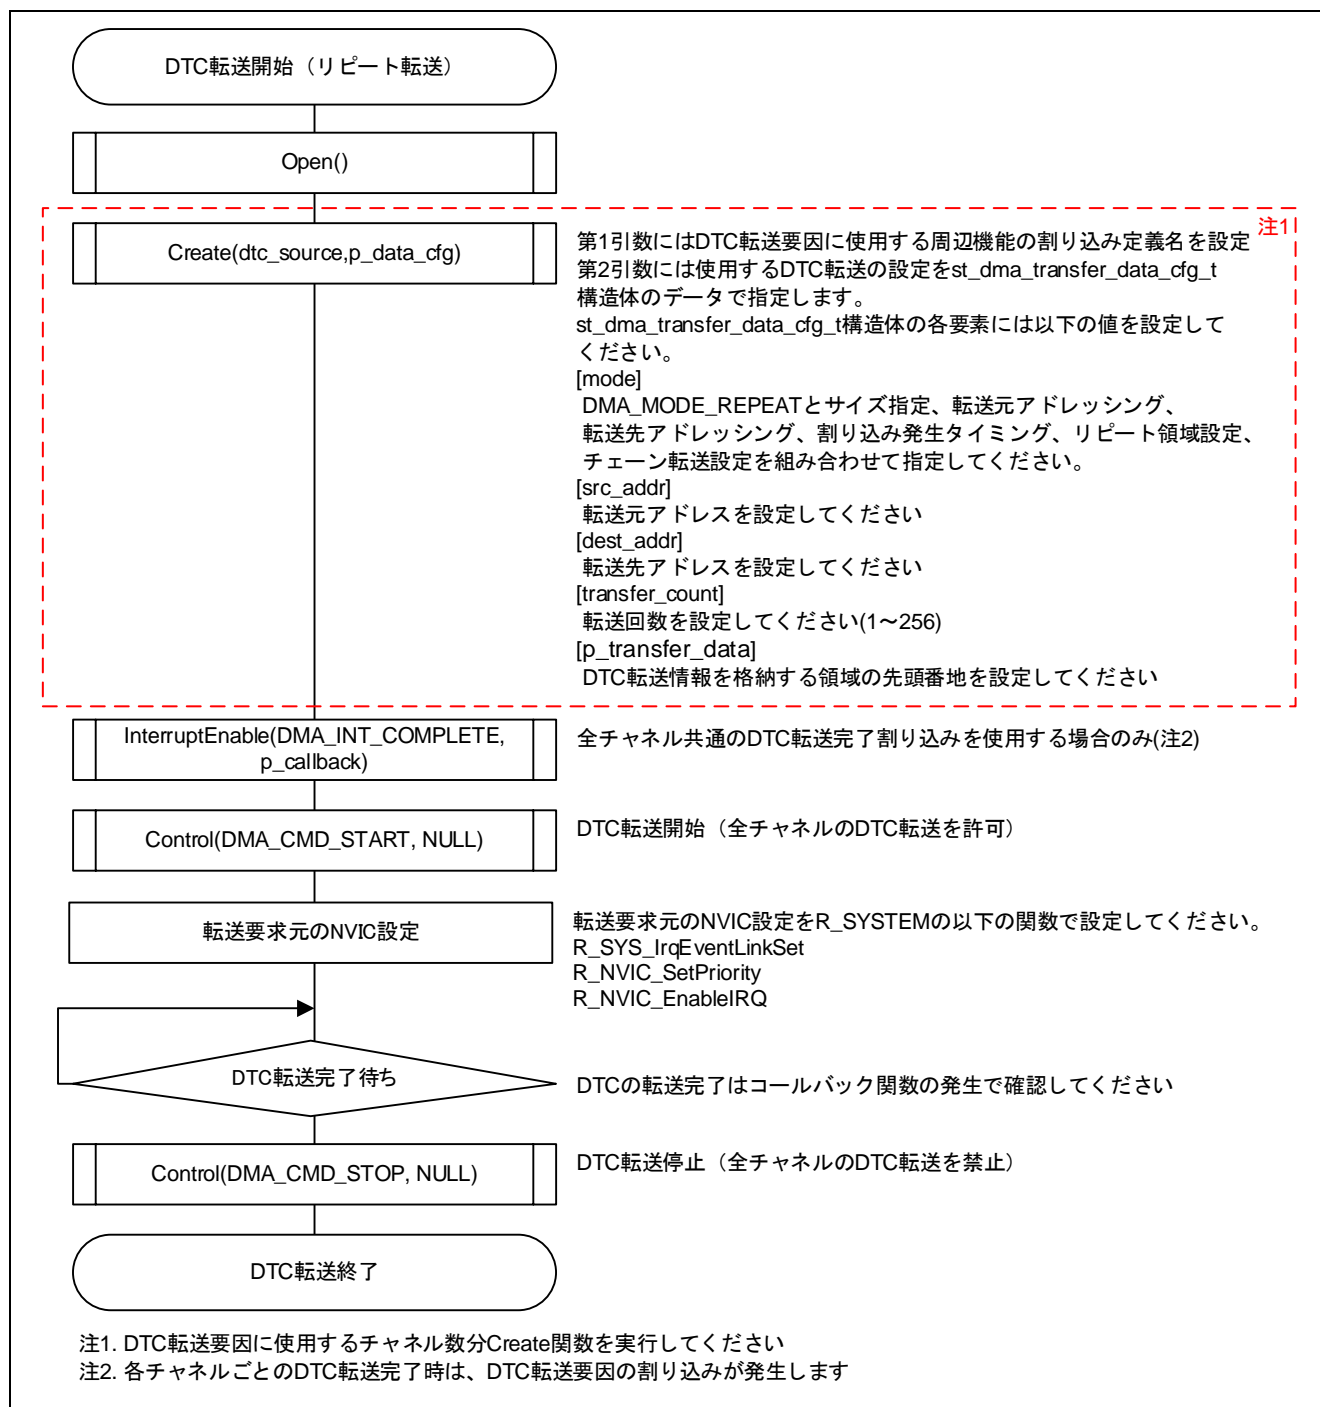 DTC転送開始（リピート転送）
Open()
注1
Create(dtc_source,p_data_cfg)
第1引数にはDTC転送要因に使用する周辺機能の割り込み定義名を設定
第2引数には使用するDTC転送の設定をst_dma_transfer_data_cfg_t
構造体のデータで指定します。
st_dma_transfer_data_cfg_t構造体の各要素には以下の値を設定して
ください。
[mode]
DMA_MODE_REPEATとサイズ指定、転送元アドレッシング、
転送先アドレッシング、割り込み発生タイミング、リピート領域設定、
チェーン転送設定を組み合わせて指定してください。
[src_addr]
転送元アドレスを設定してください
[dest_addr]
転送先アドレスを設定してください
[transfer_count]
転送回数を設定してください(1～256)
[p_transfer_data]
DTC転送情報を格納する領域の先頭番地を設定してください
InterruptEnable(DMA_INT_COMPLETE,
p_callback)
全チャネル共通のDTC転送完了割り込みを使用する場合のみ(注2)
Control(DMA_CMD_START, NULL)
DTC転送開始（全チャネルのDTC転送を許可）
転送要求元のNVIC設定
転送要求元のNVIC設定をR_SYSTEMの以下の関数で設定してください。
R_SYS_IrqEventLinkSet
R_NVIC_SetPriority
R_NVIC_EnableIRQ
DTC転送完了待ち
DTCの転送完了はコールバック関数の発生で確認してください
Control(DMA_CMD_STOP, NULL)
DTC転送停止（全チャネルのDTC転送を禁止）
DTC転送終了
注1. DTC転送要因に使用するチャネル数分Create関数を実行してください
注2. 各チャネルごとのDTC転送完了時は、DTC転送要因の割り込みが発生します